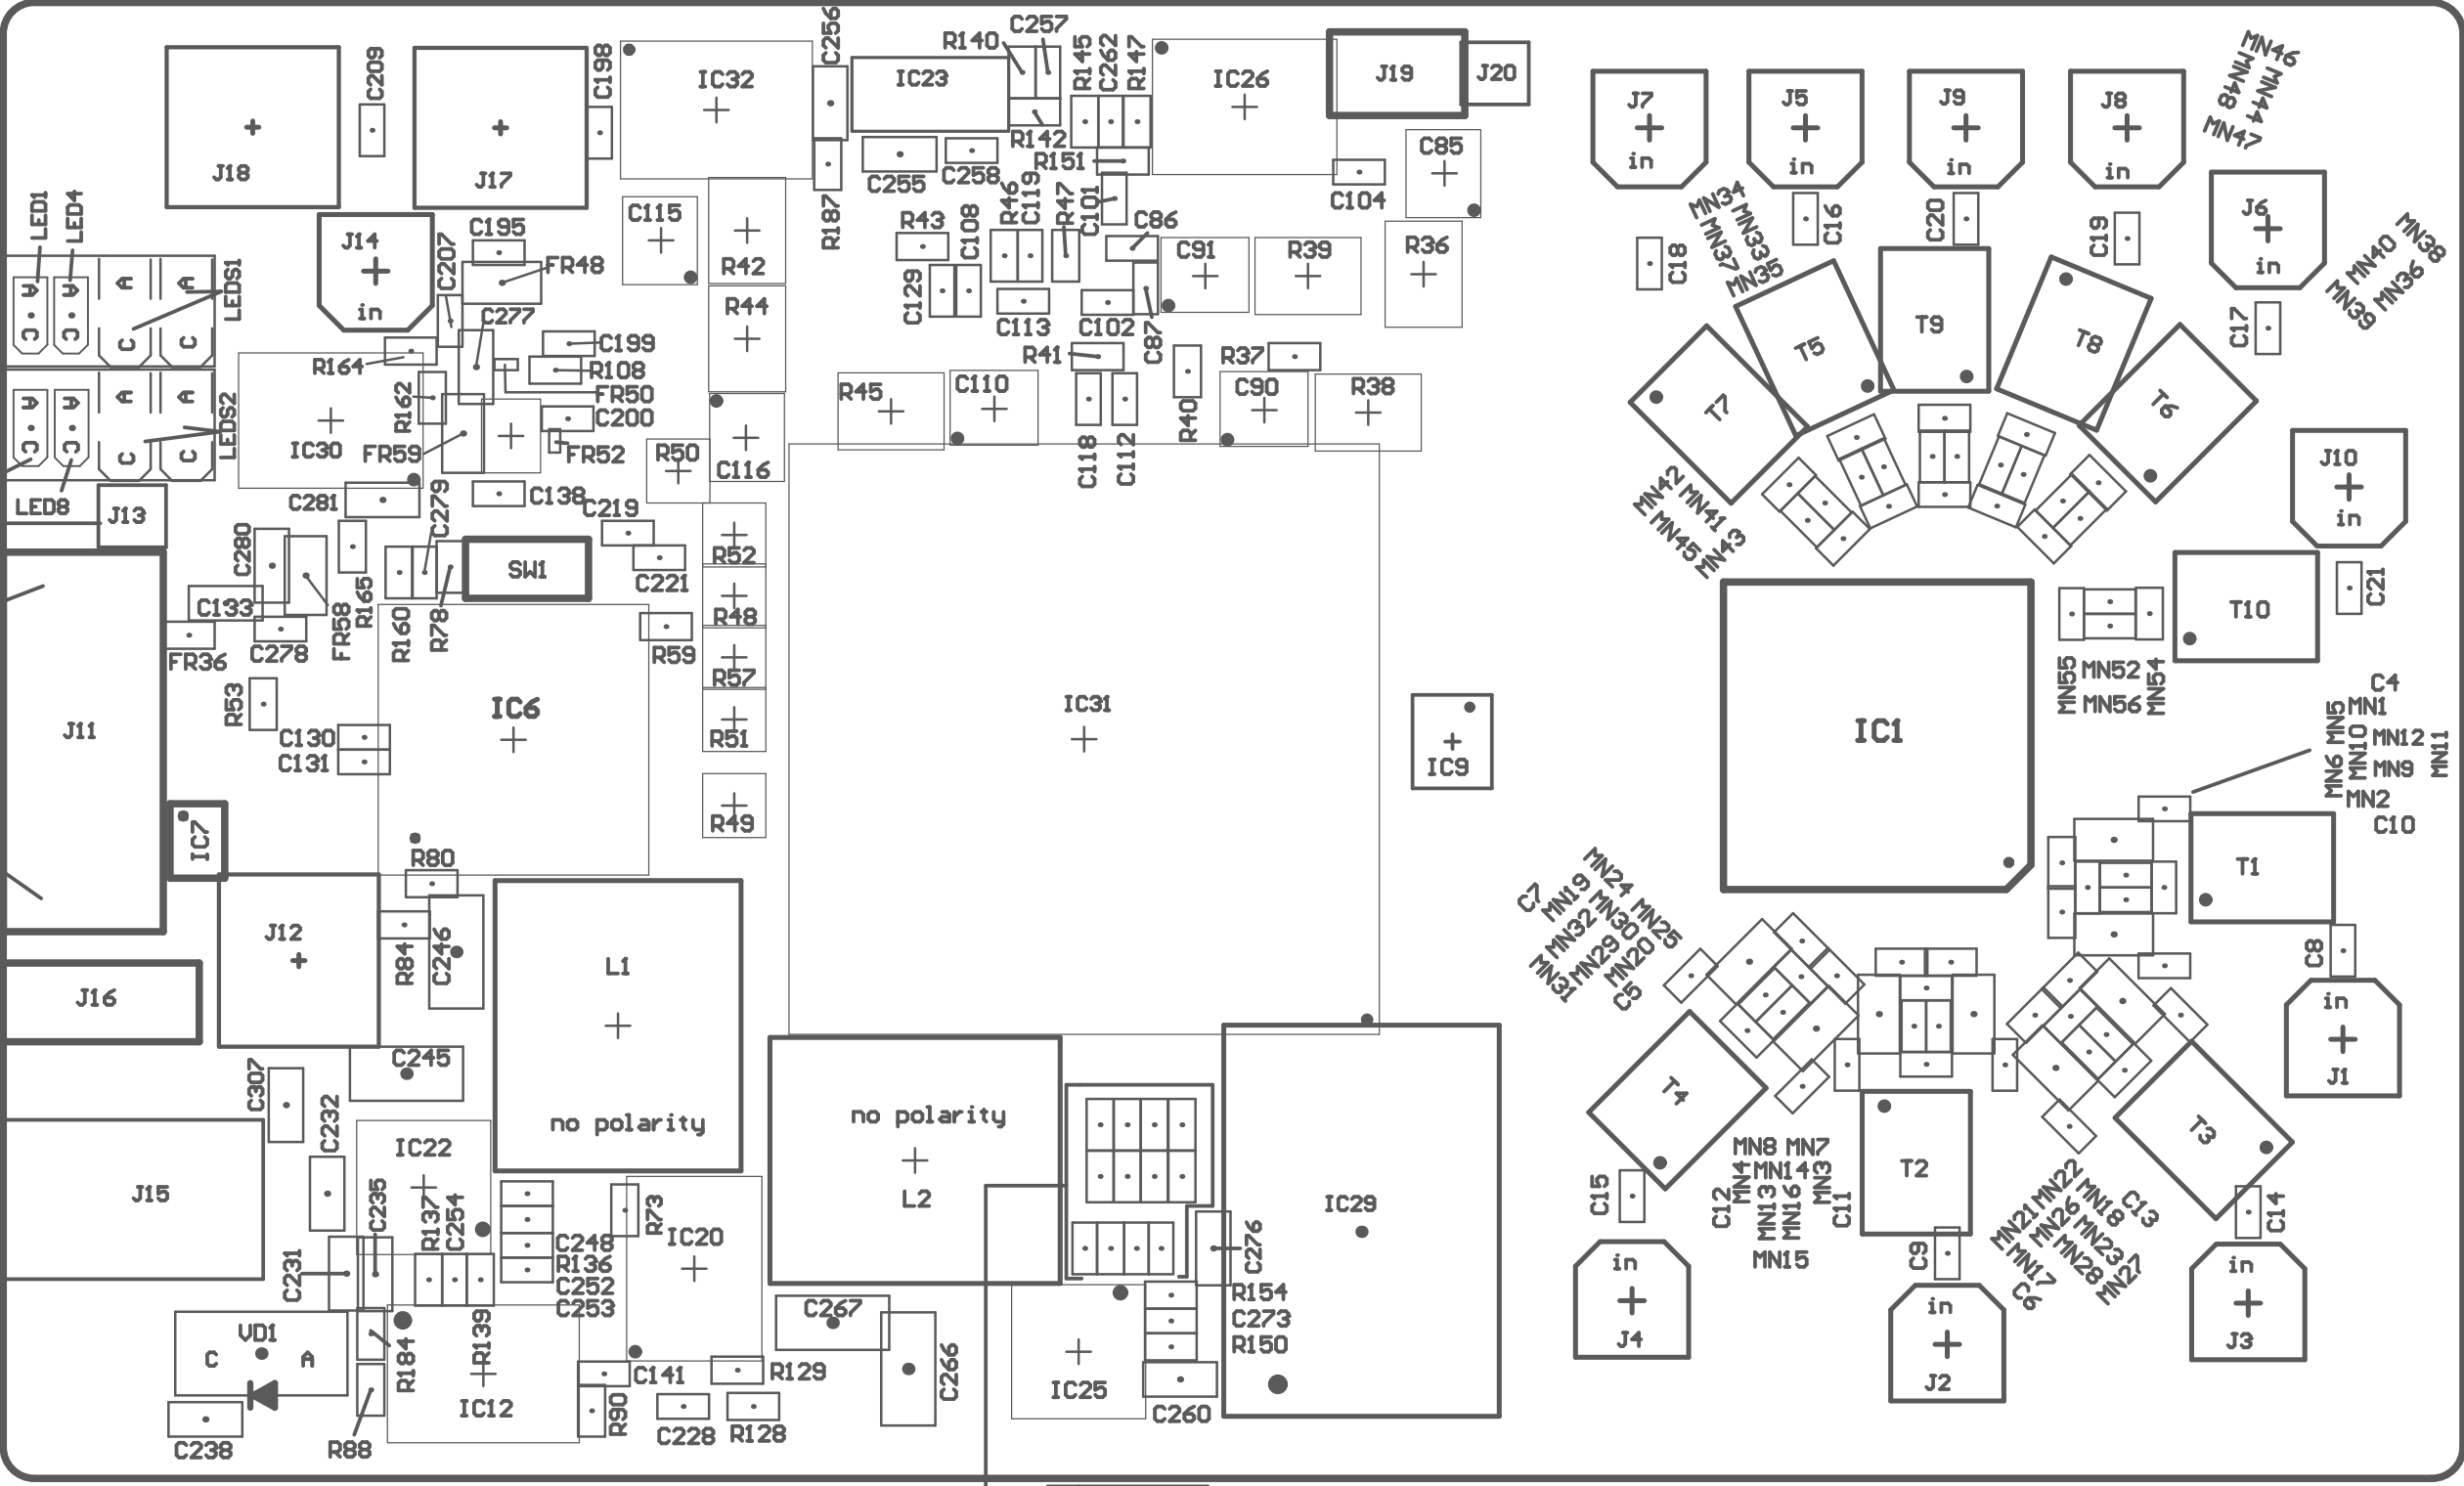 C256
C257
R140
R145
C262
R147
C209
C198
IC32
IC23
IC26
J19
J20
J7
J5
J9
J8
MN46
MN48
MN44
MN47
R142
C85
R151
J18
J17
C255
C258
in
in
in
in
C104
LED1
LED4
C115
R187
R46
C119
R47
C101
MN34
MN33
MN37
MN35
C16
C20
C19
J6
in
MN38
MN40
MN36
MN39
C195
J14
C207
R43
C108
C86
R42
C91
R39
R36
C18
FR48
in
C129
LEDS1
A
A
A
A
C
C
C
C
C277
R44
C113
C102
C87
T9
C17
T5
T8
C199
R164
R108
R41
R37
FR50
R162
R45
C110
C90
R38
T7
T6
LEDS2
A
A
A
A
C
C
C
C
C200
R40
IC30
FR59
FR52
R50
C116
C118
C112
J10
MN42
MN41
MN45
MN43
LED8
J13
C281
C279
C138
C219
in
C280
SW1
R52
C221
C21
C133
R165
FR58
R160
R78
R48
T10
FR36
C278
R59
R53
R57
MN55
MN52
MN54
MN56
C4
J11
C130
C131
IC6
IC31
R51
IC9
IC1
MN5
MN1
MN6
MN10
MN12
MN9
MN11
MN2
C10
IC7
R49
R80
T1
MN24
C7
MN19
MN25
MN30
MN32
MN29
MN31
MN20
C5
J12
R84
C246
L1
C8
J16
in
C245
J1
C307
C232
T4
no polarity
no polarity
T3
IC22
MN8
MN7
MN4
MN14
MN3
T2
J15
C235
R137
C254
R73
L2
IC29
C15
C12
MN13
MN16
C11
MN22
MN21
MN18
C13
MN26
MN23
MN17
MN28
MN27
C6
C14
IC20
C248
R136
C252
C253
C276
MN15
C9
C231
in
in
R154
C273
R150
C267
in
VD1
C
A
R184
R139
J4
J3
C141
R129
C266
J2
IC25
IC12
R90
C260
C238
R88
C228
R128